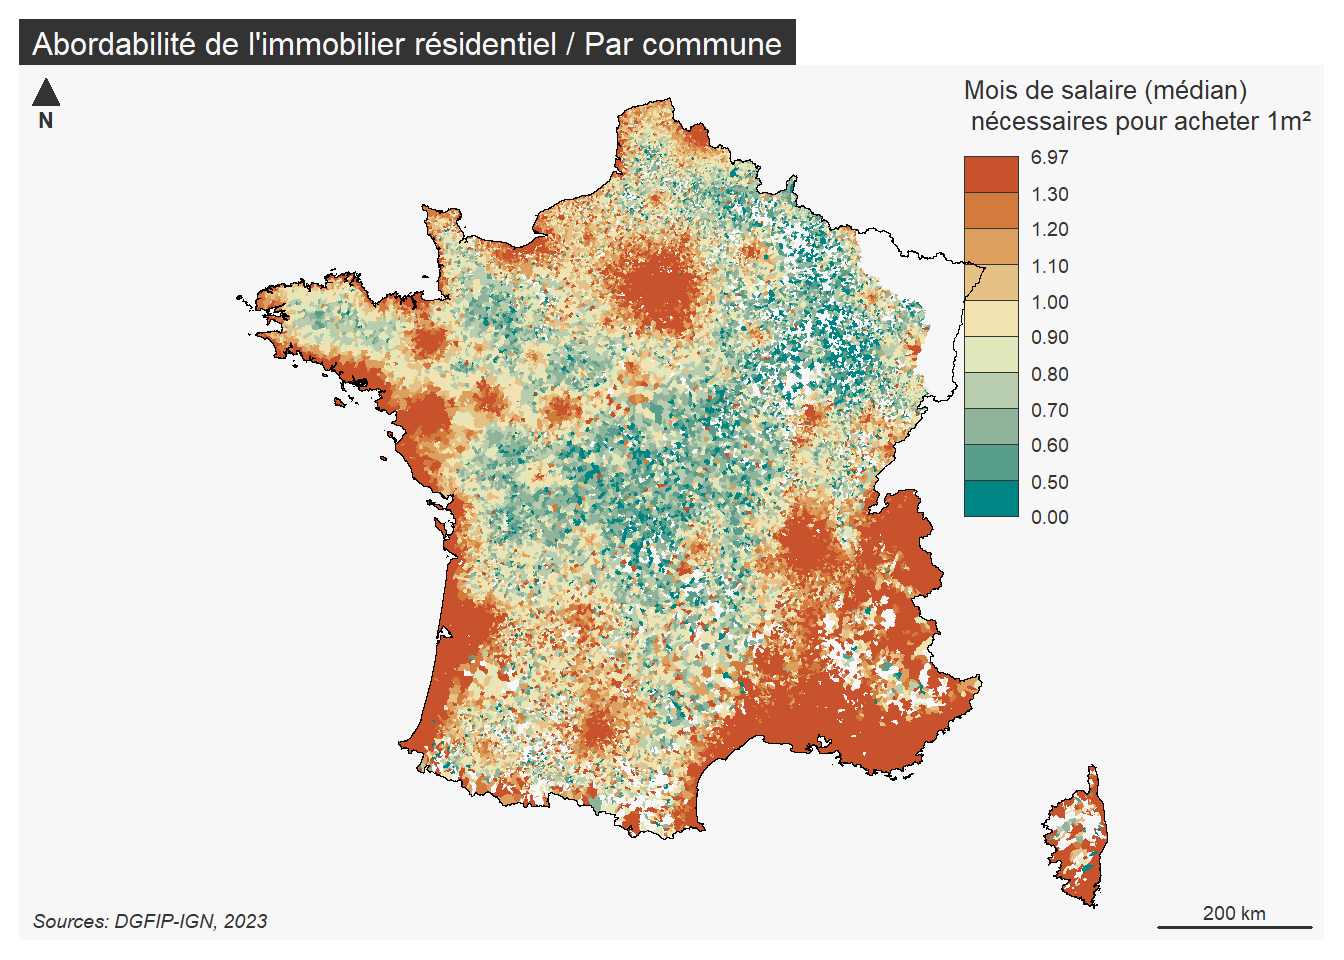 Abordabilité de l'immobilier résidentiel / Par commune
N
Mois de salaire (médian)
nécessaires pour acheter 1m²
6.97
1.30
1.20
1.10
1.00
0.90
0.80
0.70
0.60
0.50
0.00
Sources: DGFIP-IGN, 2023
200 km